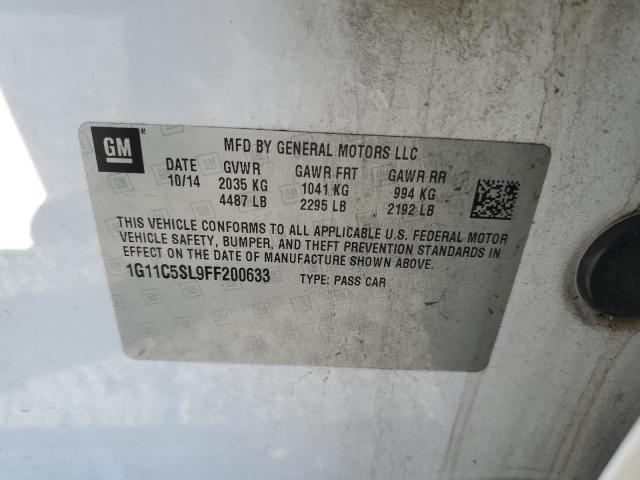 GM
MFD BY GENERAL MOTORS LLC
DATE GVWR GAWR FRT GAWR RR
10/14 2035 KG 1041 KG 994 KG
4487 LB 2295 LB 2192 LB
THIS VEHICLE CONFORMS TO ALL APPLICABLE U.S. FEDERAL MOTOR
VEHICLE SAFETY, BUMPER, AND THEFT PREVENTION STANDARDS IN
EFFECT ON THE DATE OF MANUFACTURE SHOWN ABOVE.
1G11C5SL9FF200633 TYPE: PASS CAR